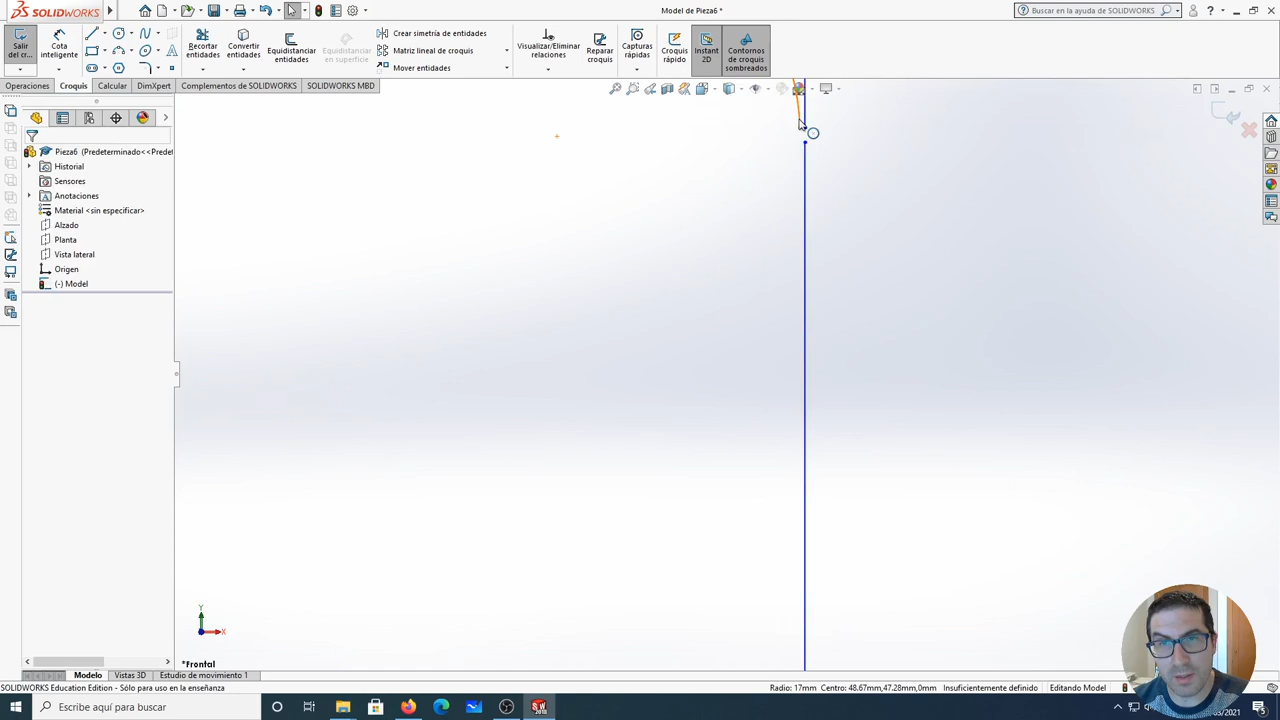 SOLIDWORKS
Model de Pieza6 *
Buscar en la ayuda de SOLIDWORKS
Salir del cr...
Cota inteligente
Recortar entidades
Convertir entidades
Equidistanciar entidades
Equidistanciar en superficie
Crear simetría de entidades
Matriz lineal de croquis
Mover entidades
Visualizar/Eliminar relaciones
Reparar croquis
Capturas rápidas
Croquis rápido
Instant 2D
Contornos de croquis sombreados
Operaciones
Croquis
Calcular
DimXpert
Complementos de SOLIDWORKS
SOLIDWORKS MBD
Pieza6 (Predeterminado<<Predet
Historial
Sensores
Anotaciones
Material <sin especificar>
Alzado
Planta
Vista lateral
Origen
(-) Model
Y
X
*Frontal
Modelo
Vistas 3D
Estudio de movimiento 1
SOLIDWORKS Education Edition - Sólo para uso en la enseñanza
Radio: 17mm Centro: 48.67mm,47.28mm,0mm
Insuficientemente definido
Editando Model
Escribe aquí para buscar